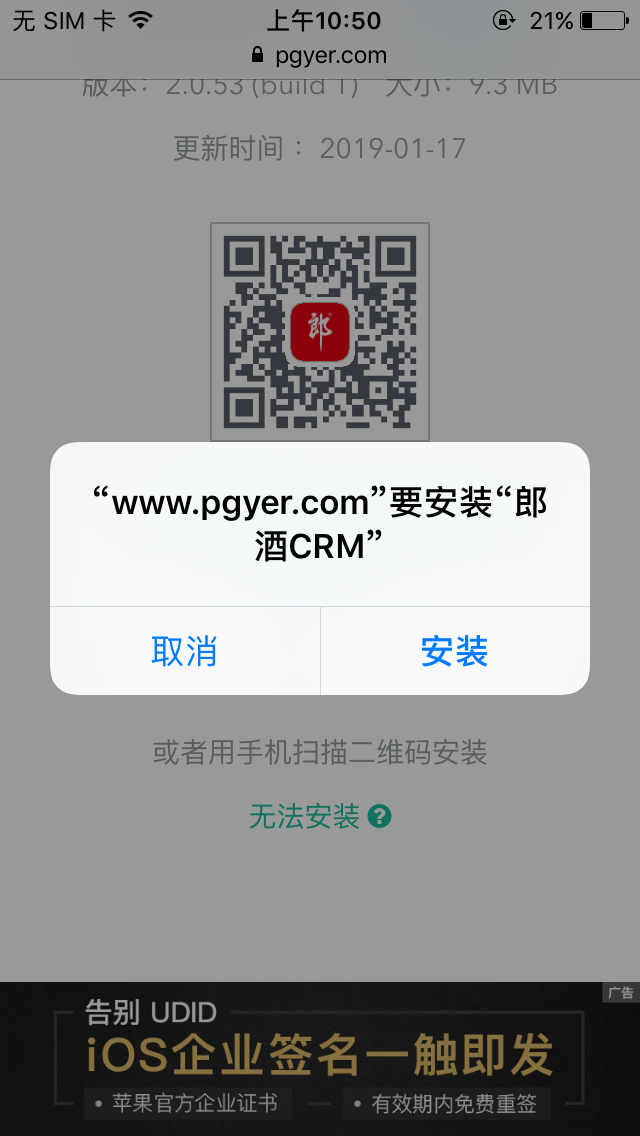 无 SIM 卡 上午10:50 21%
pgyer.com
版本：2.0.53 (build 1) 大小：9.3 MB
更新时间 ：2019-01-17
郎
“www.pgyer.com”要安装“郎
酒CRM”
取消 安装
或者用手机扫描二维码安装
无法安装 ?
广告
告别 UDID
iOS企业签名一触即发
• 苹果官方企业证书 • 有效期内免费重签